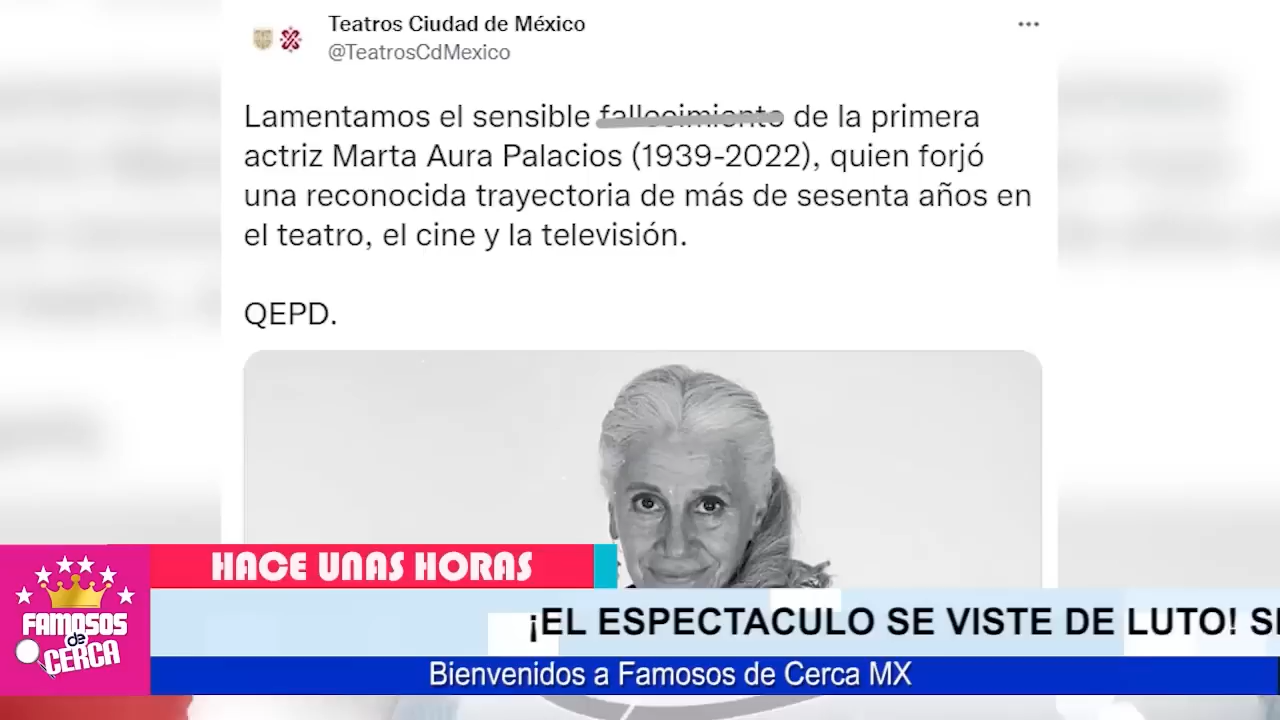 Teatros Ciudad de México
@TeatrosCdMexico
Lamentamos el sensible fallecimiento de la primera
actriz Marta Aura Palacios (1939-2022), quien forjó
una reconocida trayectoria de más de sesenta años en
el teatro, el cine y la televisión.
QEPD.
HACE UNAS HORAS
FAMOSOS
de
CERCA
¡EL ESPECTACULO SE VISTE DE LUTO! SE
Bienvenidos a Famosos de Cerca MX